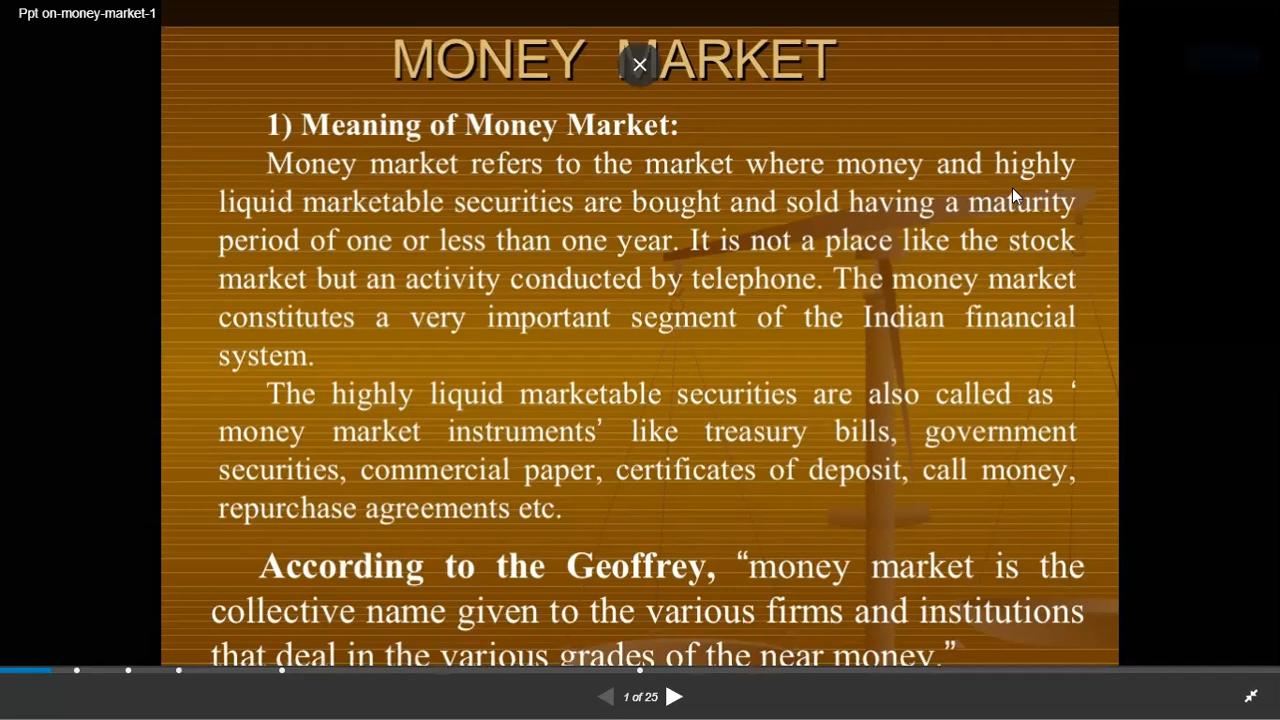 Ppt on-money-market-1
MONEY MARKET
1) Meaning of Money Market:
Money market refers to the market where money and highly
liquid marketable securities are bought and sold having a maturity
period of one or less than one year. It is not a place like the stock
market but an activity conducted by telephone. The money market
constitutes a very important segment of the Indian financial
system.
The highly liquid marketable securities are also called as ‘
money market instruments’ like treasury bills, government
securities, commercial paper, certificates of deposit, call money,
repurchase agreements etc.
According to the Geoffrey, “money market is the
collective name given to the various firms and institutions
that deal in the various grades of the near money.”
1 of 25